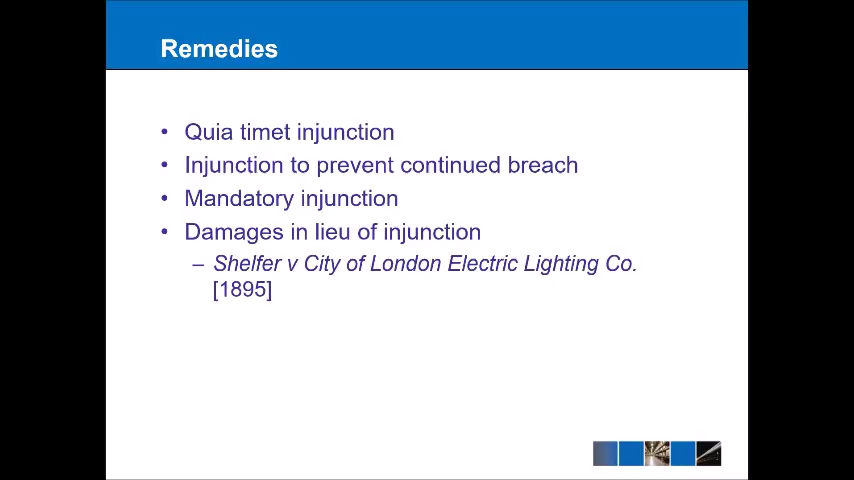 Remedies
• Quia timet injunction
• Injunction to prevent continued breach
• Mandatory injunction
• Damages in lieu of injunction
– Shelfer v City of London Electric Lighting Co.
[1895]